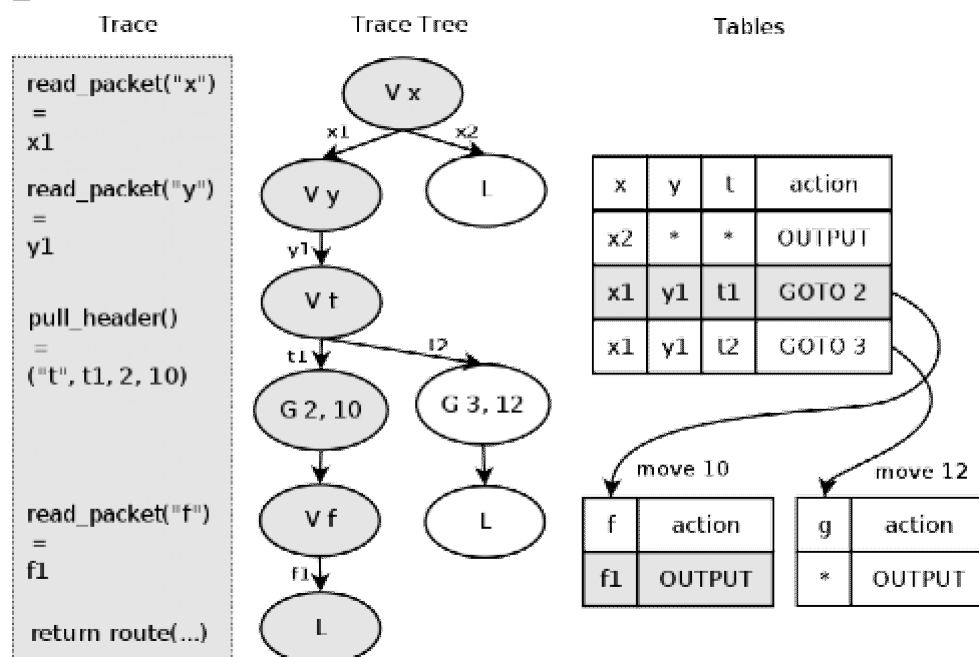 Trace
read_packet("x")
=
x1
read_packet("y")
=
y1
pull_header()
=
("t", t1, 2, 10)
read_packet("f")
=
f1
return route(...)
Trace Tree
V x
x1
x2
V y
L
y1
V t
t1
t2
G 2, 10
G 3, 12
V f
L
f1
L
Tables
x y t action
x2 * * OUTPUT
x1 y1 t1 GOTO 2
x1 y1 t2 GOTO 3
move 10
move 12
f action
f1 OUTPUT
g action
* OUTPUT